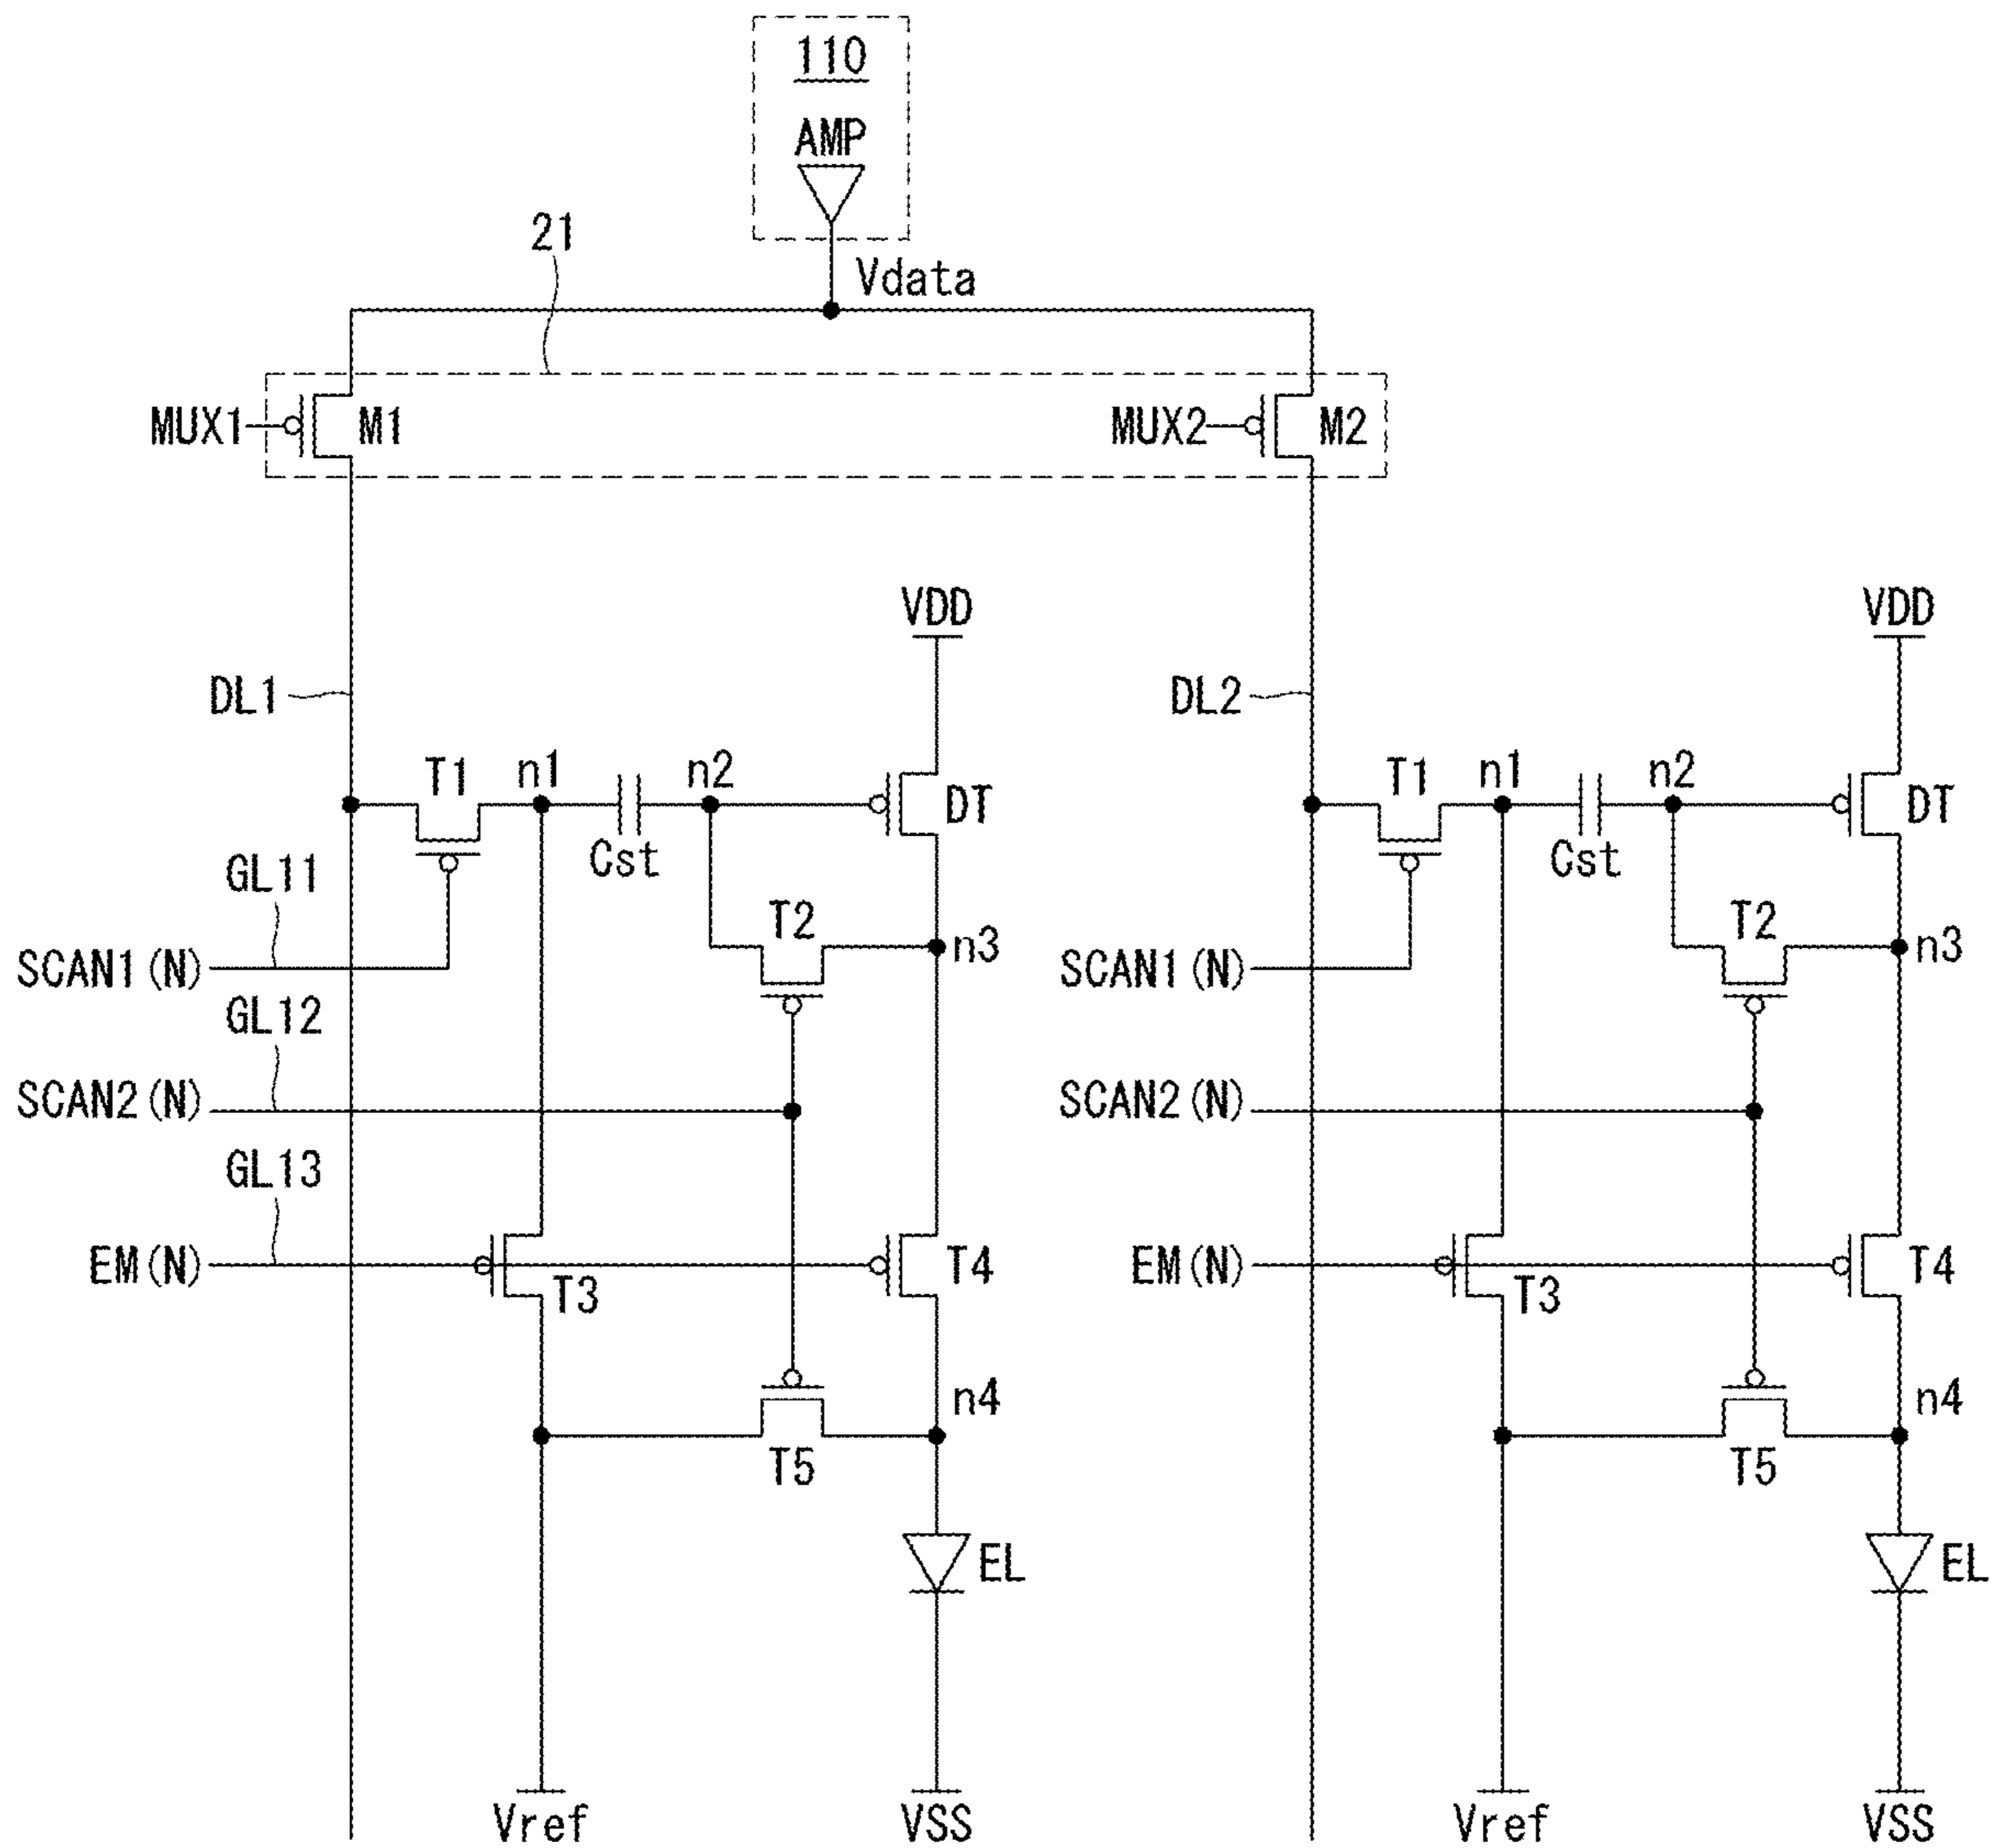 110
AMP
21
Vdata
MUX1
M1
MUX2
M2
VDD
VDD
DL1
DL2
T1
n1
n2
DT
Cst
T1
n1
n2
DT
Cst
GL11
T2
n3
T2
n3
SCAN1(N)
SCAN1(N)
GL12
SCAN2(N)
SCAN2(N)
GL13
EM(N)
T3
T4
EM(N)
T3
T4
n4
n4
T5
T5
EL
EL
Vref
VSS
Vref
VSS